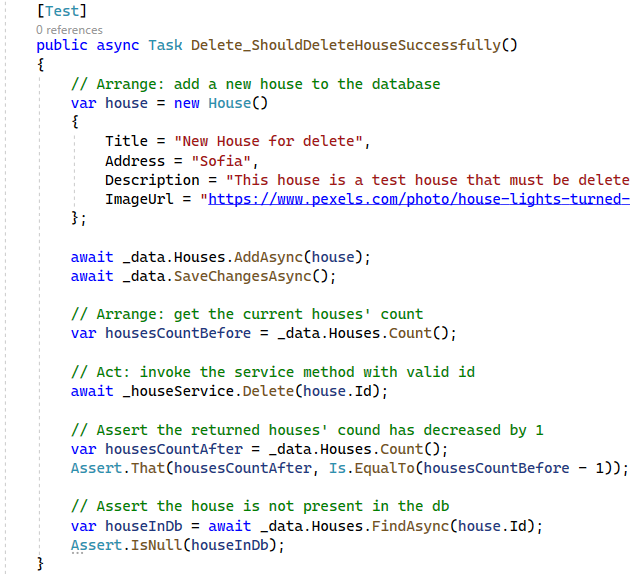 [Test]
0 references
public async Task Delete_ShouldDeleteHouseSuccessfully()
{
// Arrange: add a new house to the database
var house = new House()
{
Title = "New House for delete",
Address = "Sofia",
Description = "This house is a test house that must be delete
ImageUrl = "https://www.pexels.com/photo/house-lights-turned-
};
await _data.Houses.AddAsync(house);
await _data.SaveChangesAsync();
// Arrange: get the current houses' count
var housesCountBefore = _data.Houses.Count();
// Act: invoke the service method with valid id
await _houseService.Delete(house.Id);
// Assert the returned houses' cound has decreased by 1
var housesCountAfter = _data.Houses.Count();
Assert.That(housesCountAfter, Is.EqualTo(housesCountBefore - 1));
// Assert the house is not present in the db
var houseInDb = await _data.Houses.FindAsync(house.Id);
Assert.IsNull(houseInDb);
}